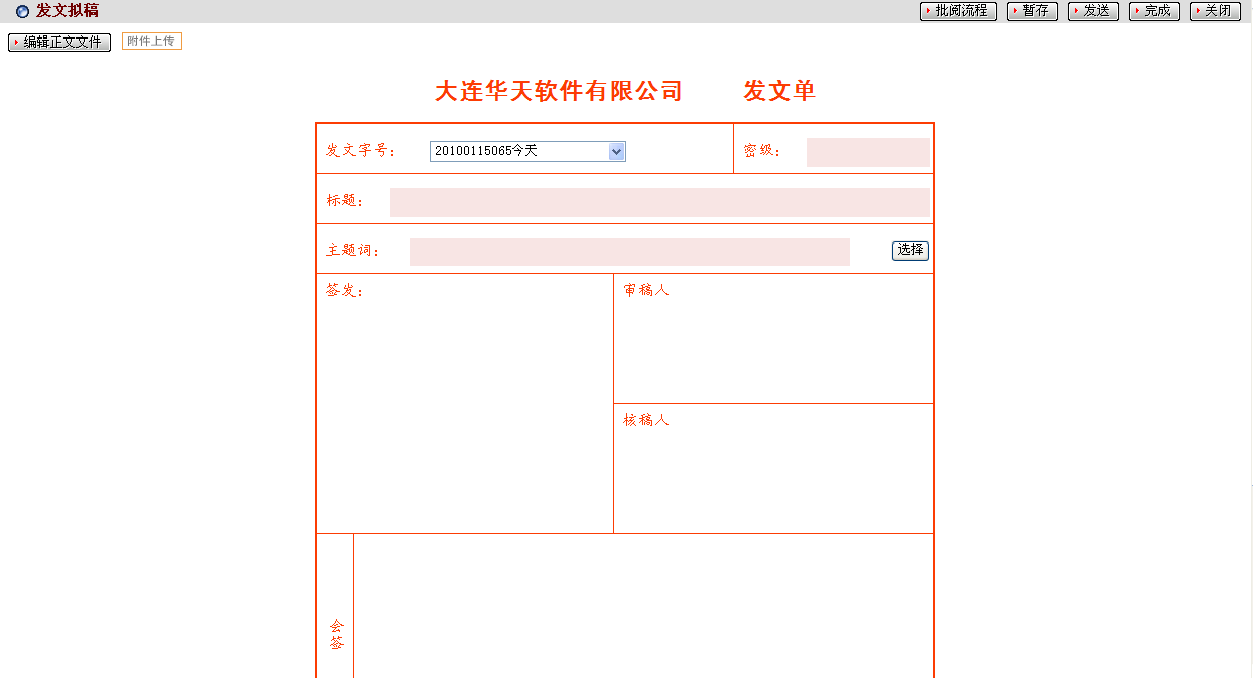 发文拟稿 批阅流程 暂存 发送 完成 关闭
编辑正文文件 附件上传
大连华天软件有限公司 发文单
发文字号： 20100115065今天 密级：
标题：
主题词： 选择
签发： 审稿人
核稿人
会
签